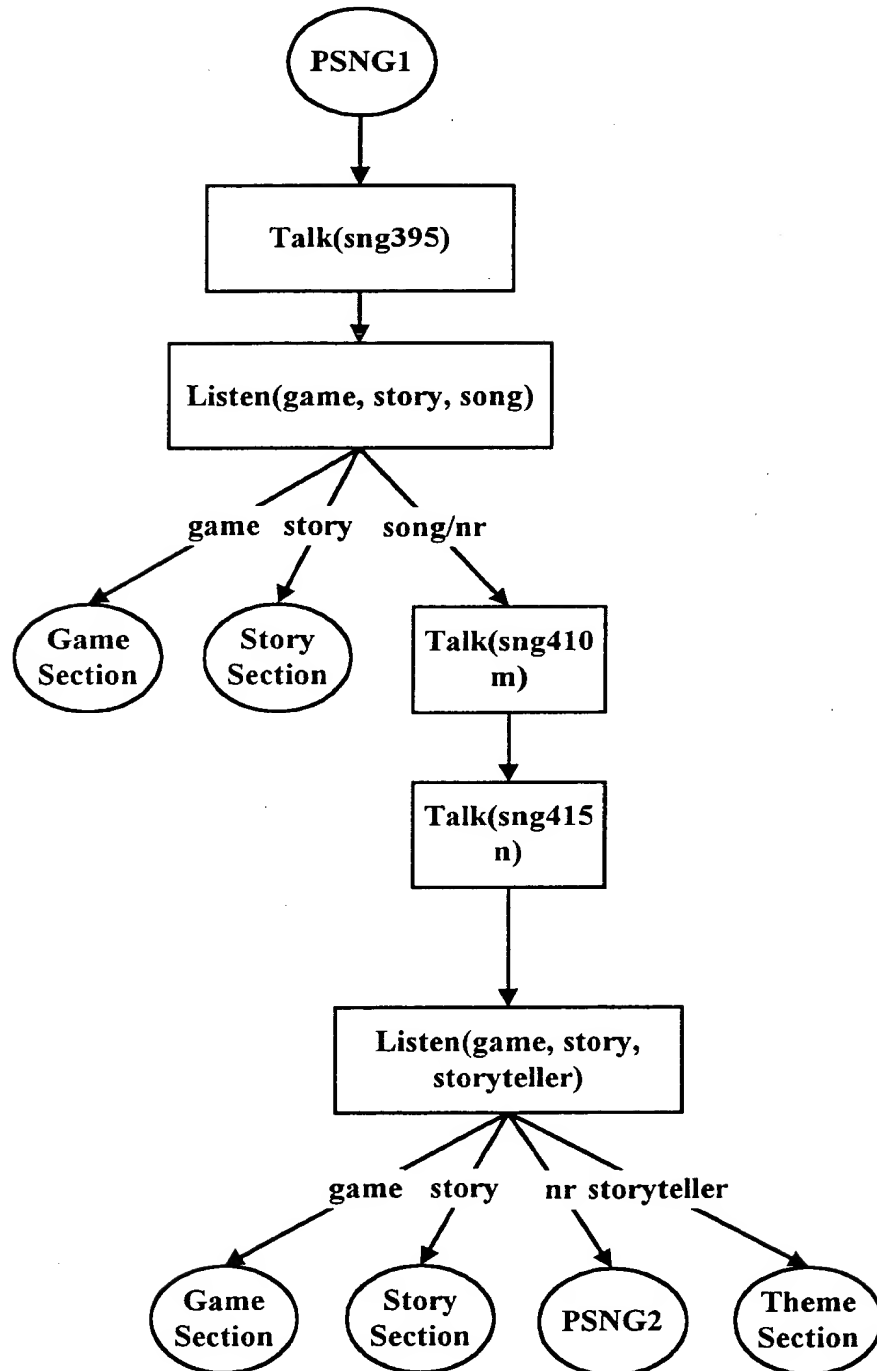 PSNG1
Talk(sng395)
Listen(game, story, song)
game story song/nr
Game
Section
Story
Section
Talk(sng410
m)
Talk(sng415
n)
Listen(game, story,
storyteller)
game story nr storyteller
Game
Section
Story
Section
PSNG2
Theme
Section